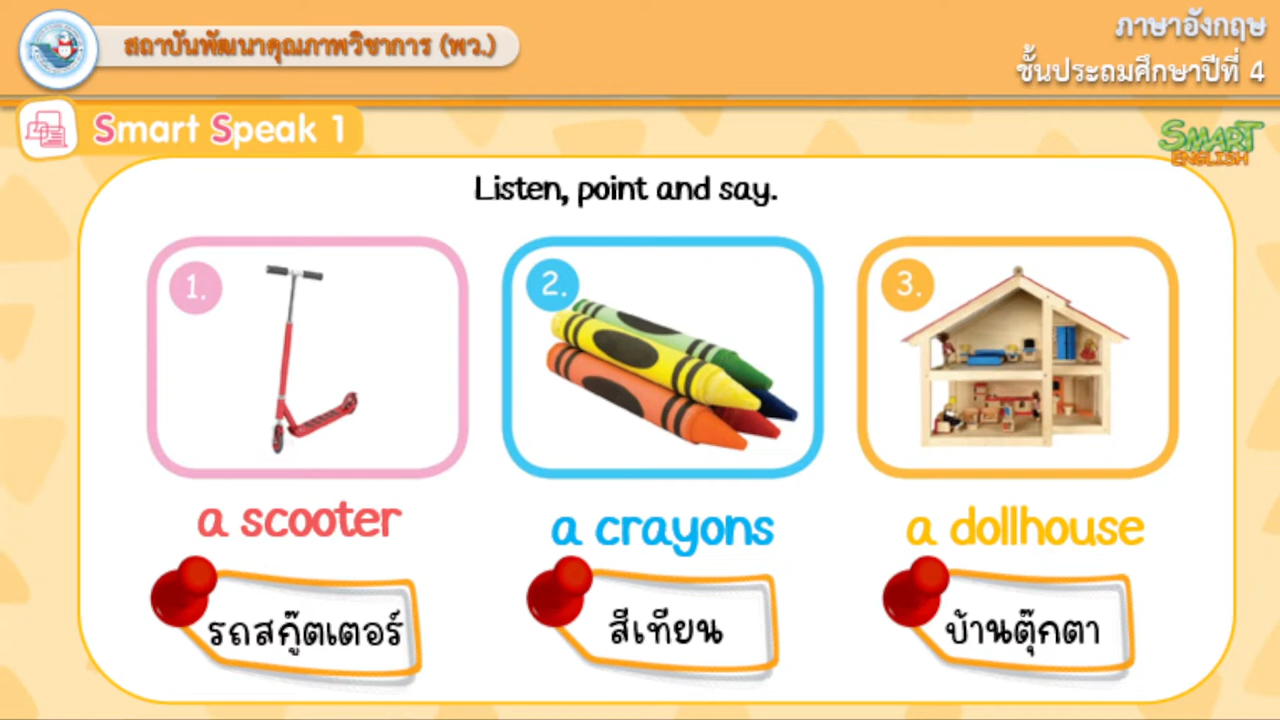 สถาบันพัฒนาคุณภาพวิชาการ (พว.)
ภาษาอังกฤษ
ชั้นประถมศึกษาปีที่ 4
Smart Speak 1
SMART
ENGLISH
Listen, point and say.
1.
2.
3.
a scooter
a crayons
a dollhouse
รถสกู๊ตเตอร์
สีเทียน
บ้านตุ๊กตา